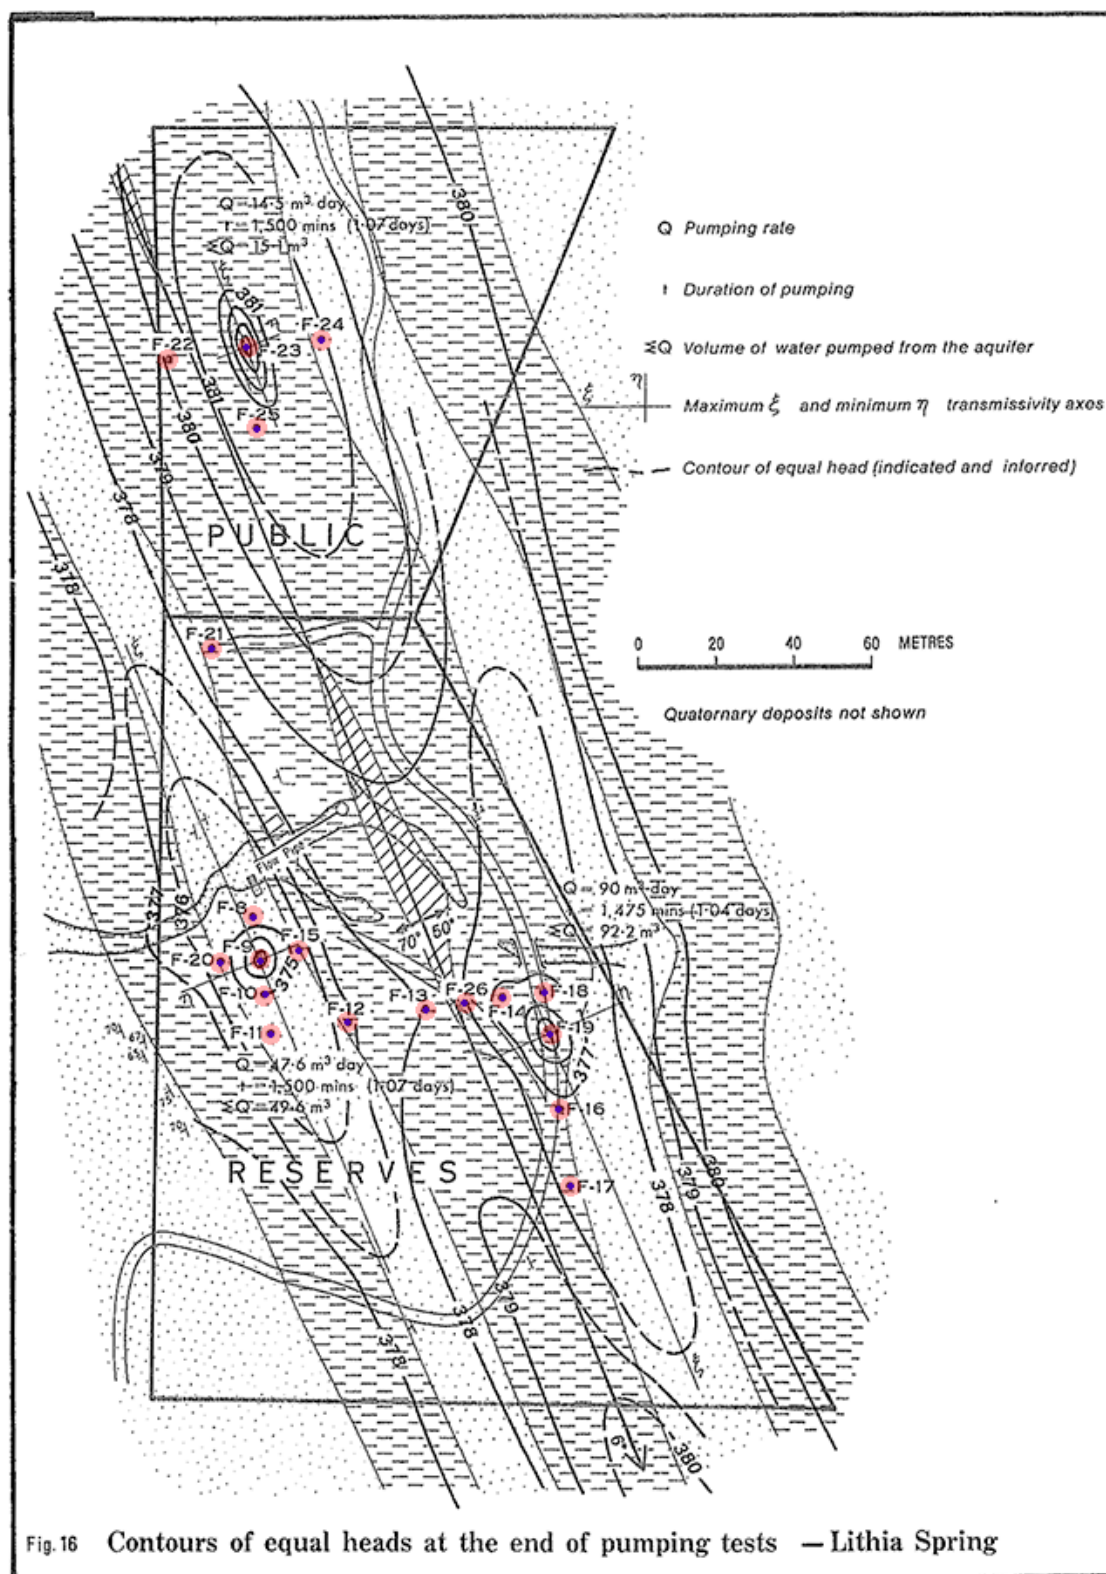 380
Q = 14·5 m³ day
t = 1,500 mins (1·07 days)
ΣQ = 15·1 m³
Q Pumping rate
t Duration of pumping
ΣQ Volume of water pumped from the aquifer
ξ η
Maximum ξ and minimum η transmissivity axes
Contour of equal head (indicated and inferred)
ξ
381
F-24
F-22
F-23
381
F-25
380
379
378
PUBLIC
378
F-21
0 20 40 60 METRES
Quaternary deposits not shown
ξ
Flow Pipe
377
376
Q = 90 m³ day
t = 1,475 mins (1·04 days)
ΣQ = 92·2 m³
F-8
F-9
F-15
70° 60°
F-20
375
F-10
F-13
F-26
F-18
F-14
η
F-11
F-12
F-19
377
Q = 47·6 m³ day
t = 1,500 mins (1·07 days)
ΣQ = 49·6 m³
F-16
RESERVES
F-17
378
379
380
379
378
378
ξ
6°
380
Fig. 16 Contours of equal heads at the end of pumping tests — Lithia Spring